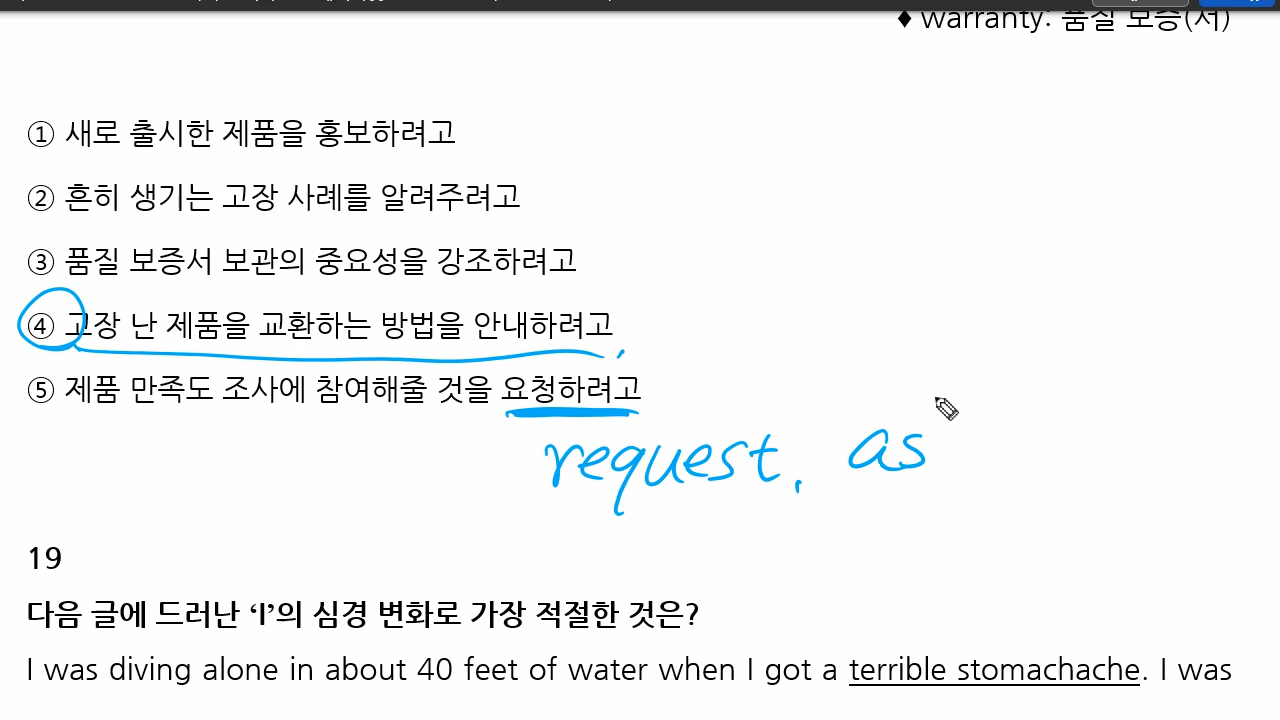 ♦ warranty: 품질 보증(서)
① 새로 출시한 제품을 홍보하려고
② 흔히 생기는 고장 사례를 알려주려고
③ 품질 보증서 보관의 중요성을 강조하려고
④ 고장 난 제품을 교환하는 방법을 안내하려고
⑤ 제품 만족도 조사에 참여해줄 것을 요청하려고
request, as
19
다음 글에 드러난 ‘I’의 심경 변화로 가장 적절한 것은?
I was diving alone in about 40 feet of water when I got a terrible stomachache. I was